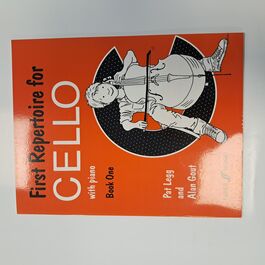 First Repertoire for
CELLO
with piano
Book One
Pat Legg
and
Alan Gout